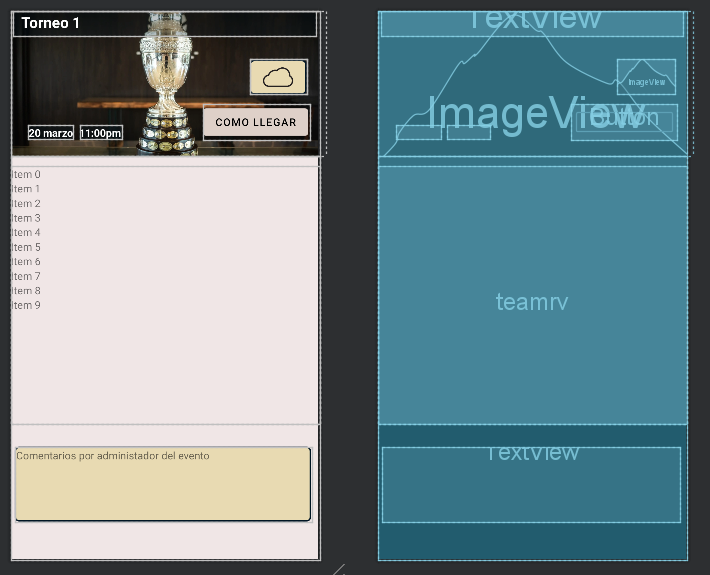 Torneo 1
20 marzo
11:00pm
COMO LLEGAR
Item 0
Item 1
Item 2
Item 3
Item 4
Item 5
Item 6
Item 7
Item 8
Item 9
Comentarios por administador del evento
TextView
ImageView
ImageView
Button
teamrv
TextView